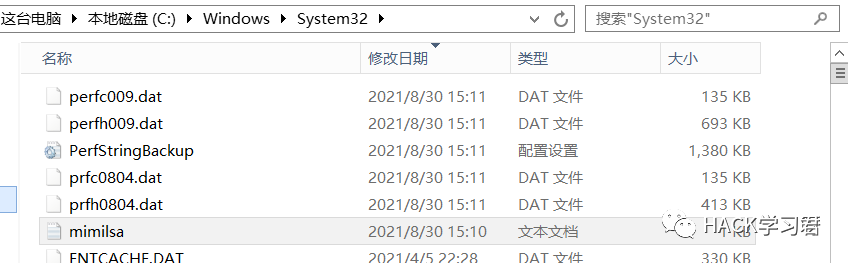 这台电脑 › 本地磁盘 (C:) › Windows › System32 › 搜索"System32"
名称 修改日期 类型 大小
perfc009.dat 2021/8/30 15:11 DAT 文件 135 KB
perfh009.dat 2021/8/30 15:11 DAT 文件 693 KB
PerfStringBackup 2021/8/30 15:11 配置设置 1,380 KB
prfc0804.dat 2021/8/30 15:11 DAT 文件 135 KB
prfh0804.dat 2021/8/30 15:11 DAT 文件 413 KB
mimilsa 2021/8/30 15:10 文本文档 1 KB
HACK学习君
FNTCACHE.DAT 2021/4/5 22:28 DAT 文件 330 KB